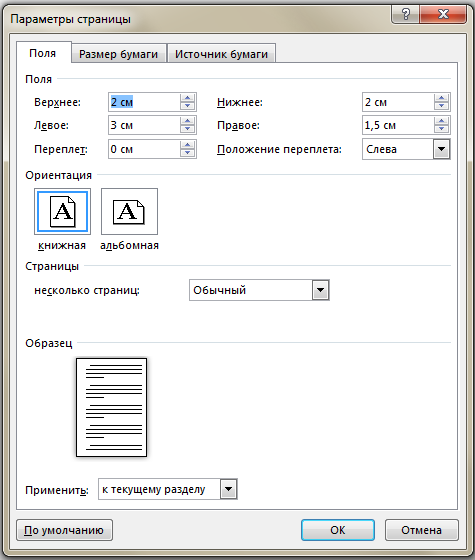 Параметры страницы
Поля Размер бумаги Источник бумаги
Поля
Верхнее: 2 см Нижнее: 2 см
Левое: 3 см Правое: 1,5 см
Переплет: 0 см Положение переплета: Слева
Ориентация
A A
книжная альбомная
Страницы
несколько страниц: Обычный
Образец
Применить: к текущему разделу
По умолчанию ОК Отмена